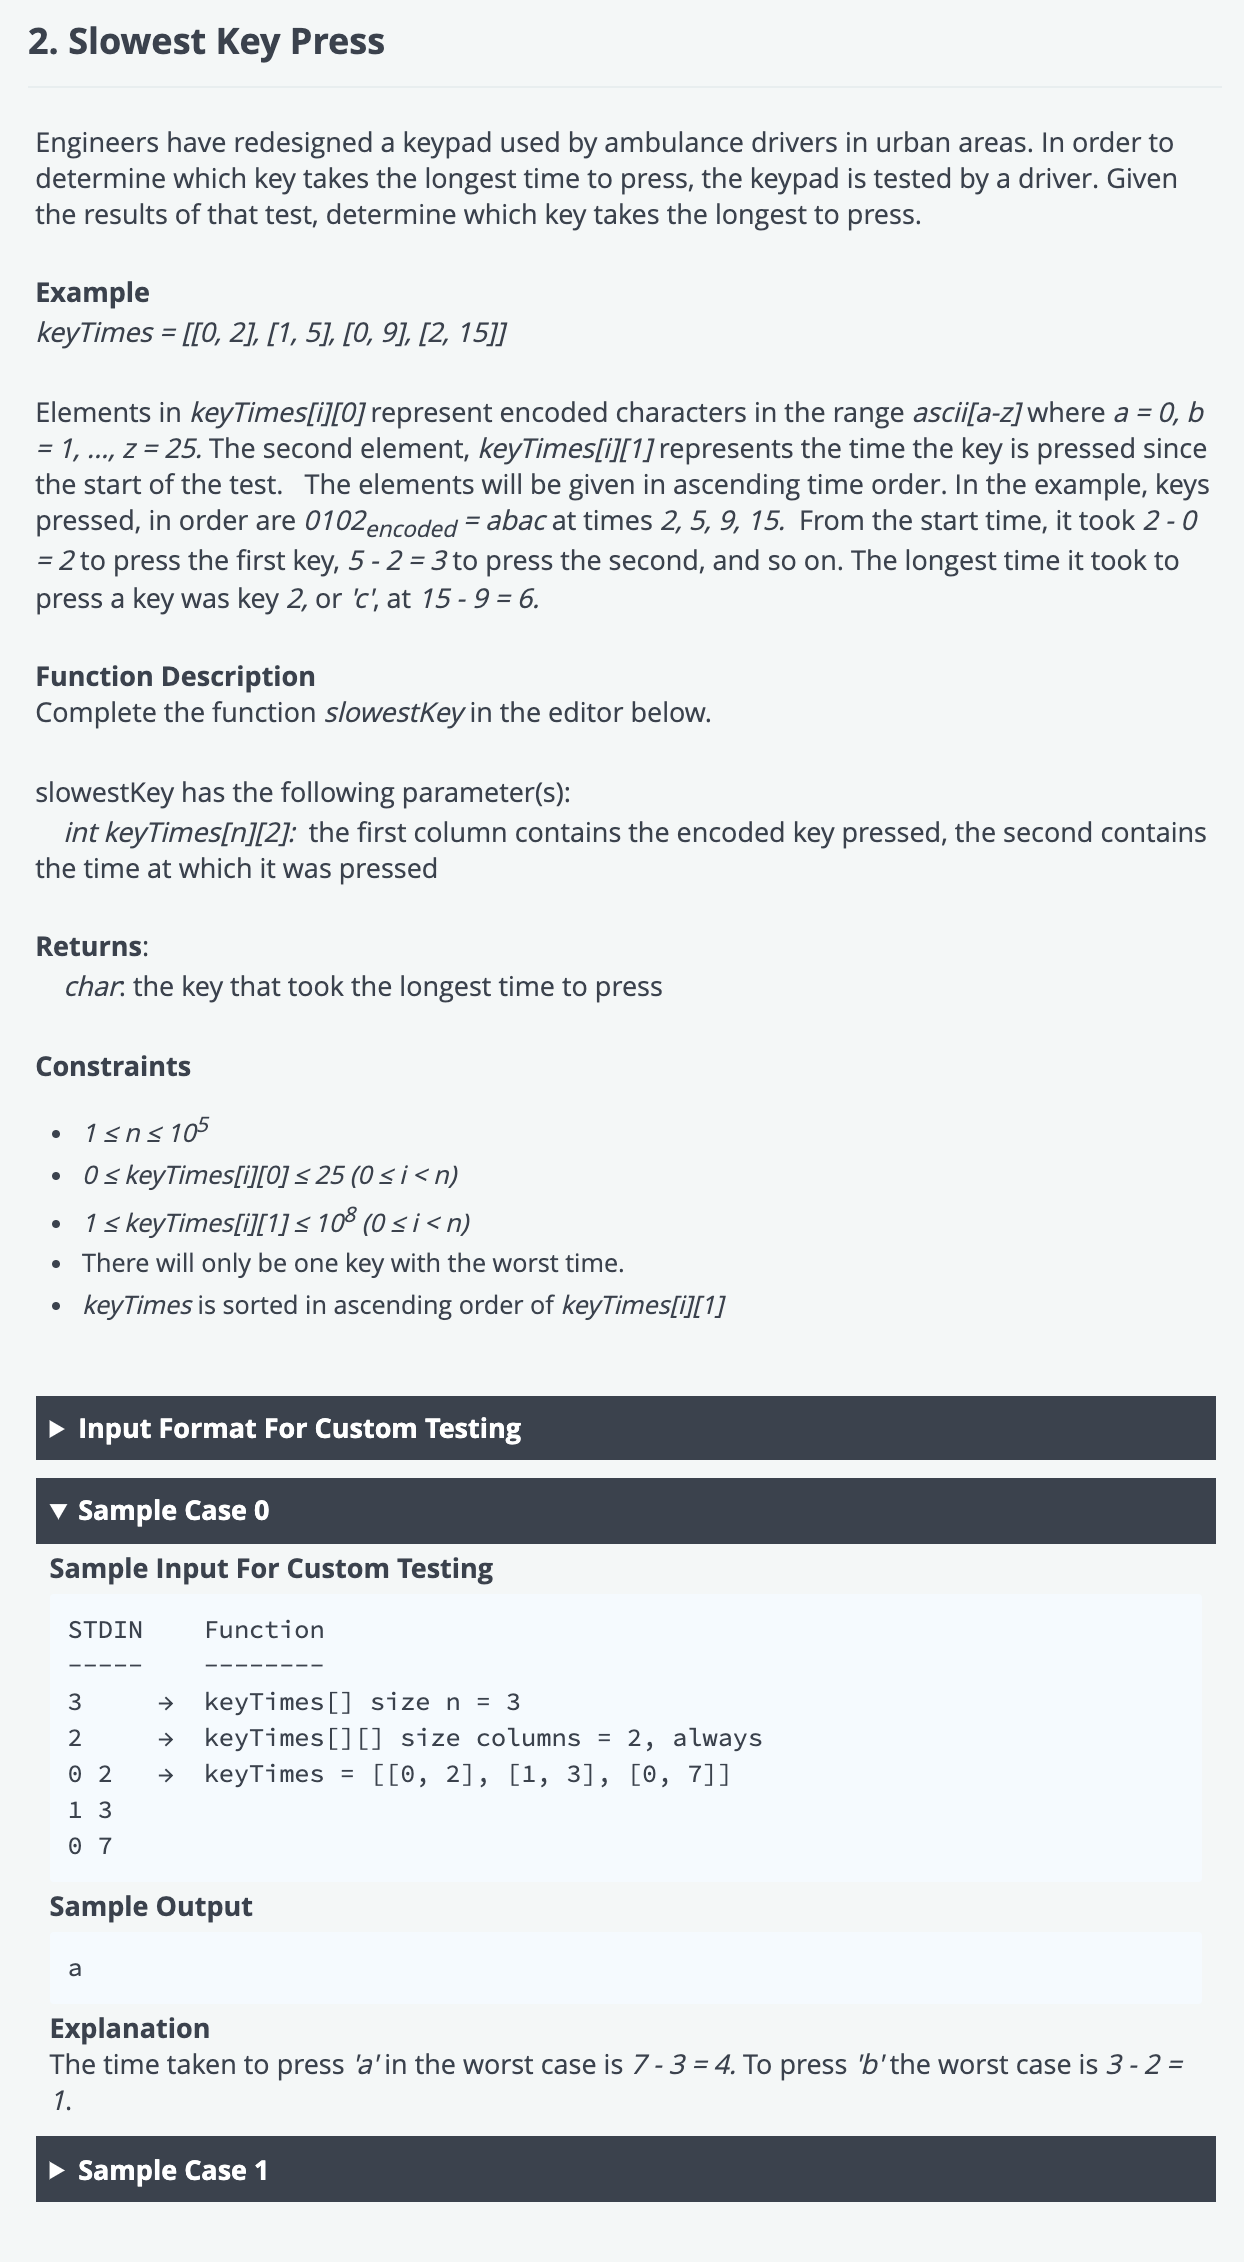 2. Slowest Key Press
Engineers have redesigned a keypad used by ambulance drivers in urban areas. In order to
determine which key takes the longest time to press, the keypad is tested by a driver. Given
the results of that test, determine which key takes the longest to press.
Example
keyTimes = [[0, 2], [1, 5], [0, 9], [2, 15]]
Elements in keyTimes[i][0] represent encoded characters in the range ascii[a-z] where a = 0, b
= 1, ..., z = 25. The second element, keyTimes[i][1] represents the time the key is pressed since
the start of the test.   The elements will be given in ascending time order. In the example, keys
pressed, in order are 0102encoded = abac at times 2, 5, 9, 15.  From the start time, it took 2 - 0
= 2 to press the first key, 5 - 2 = 3 to press the second, and so on. The longest time it took to
press a key was key 2, or 'c', at 15 - 9 = 6.
Function Description
Complete the function slowestKey in the editor below.
slowestKey has the following parameter(s):
int keyTimes[n][2]:  the first column contains the encoded key pressed, the second contains
the time at which it was pressed
Returns:
char: the key that took the longest time to press
Constraints
• 1 ≤ n ≤ 10^5
• 0 ≤ keyTimes[i][0] ≤ 25 (0 ≤ i < n)
• 1 ≤ keyTimes[i][1] ≤ 10^8 (0 ≤ i < n)
• There will only be one key with the worst time.
• keyTimes is sorted in ascending order of keyTimes[i][1]
▶ Input Format For Custom Testing
▼ Sample Case 0
Sample Input For Custom Testing
STDIN    Function
-----    --------
3     →  keyTimes[] size n = 3
2     →  keyTimes[][] size columns = 2, always
0 2   →  keyTimes = [[0, 2], [1, 3], [0, 7]]
1 3
0 7
Sample Output
a
Explanation
The time taken to press 'a' in the worst case is 7 - 3 = 4. To press 'b' the worst case is 3 - 2 =
1.
▶ Sample Case 1